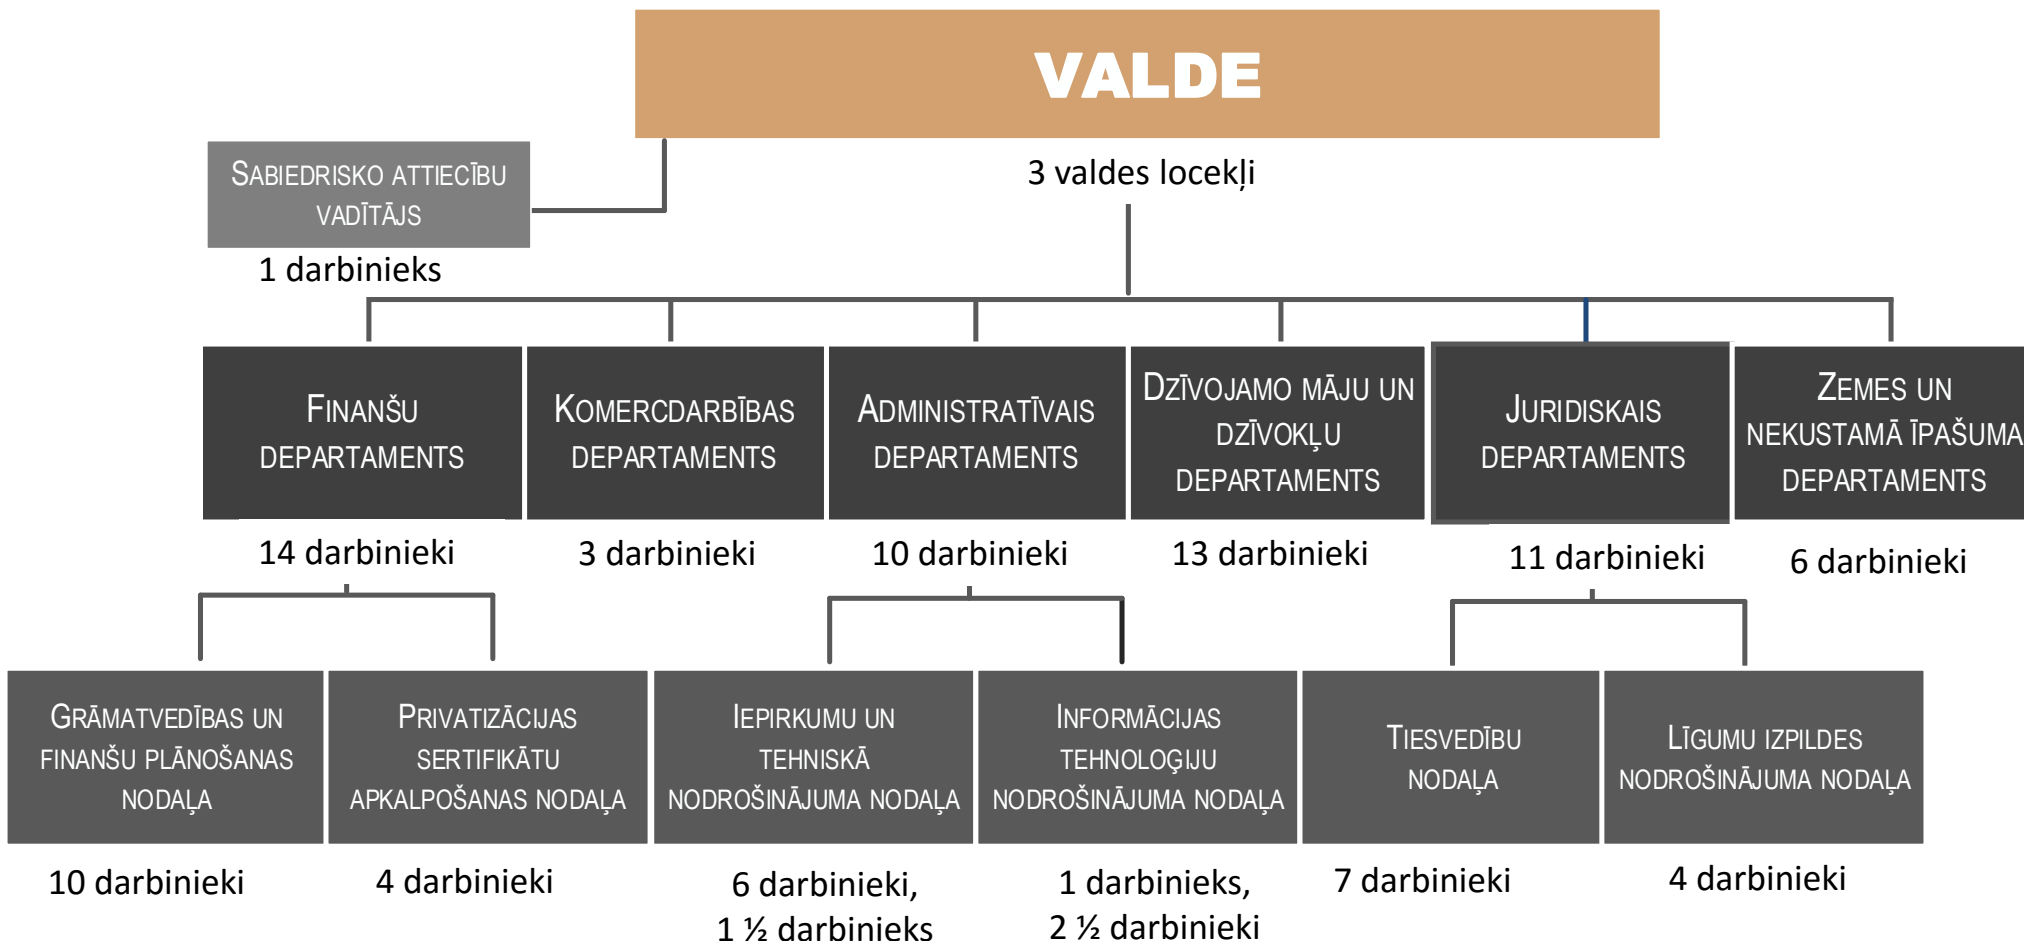 VALDE
3 valdes locekļi
SABIEDRISKO ATTIECĪBU
VADĪTĀJS
1 darbinieks
FINANŠU
DEPARTAMENTS
14 darbinieki
KOMERCDARBĪBAS
DEPARTAMENTS
3 darbinieki
ADMINISTRATĪVAIS
DEPARTAMENTS
10 darbinieki
DZĪVOJAMO MĀJU UN
DZĪVOKĻU
DEPARTAMENTS
13 darbinieki
JURIDISKAIS
DEPARTAMENTS
11 darbinieki
ZEMES UN
NEKUSTAMĀ ĪPAŠUMA
DEPARTAMENTS
6 darbinieki
GRĀMATVEDĪBAS UN
FINANŠU PLĀNOŠANAS
NODAĻA
10 darbinieki
PRIVATIZĀCIJAS
SERTIFIKĀTU
APKALPOŠANAS NODAĻA
4 darbinieki
IEPIRKUMU UN
TEHNISKĀ
NODROŠINĀJUMA NODAĻA
6 darbinieki,
1 ½ darbinieks
INFORMĀCIJAS
TEHNOLOĢIJU
NODROŠINĀJUMA NODAĻA
1 darbinieks,
2 ½ darbinieki
TIESVEDĪBU
NODAĻA
7 darbinieki
LĪGUMU IZPILDES
NODROŠINĀJUMA NODAĻA
4 darbinieki